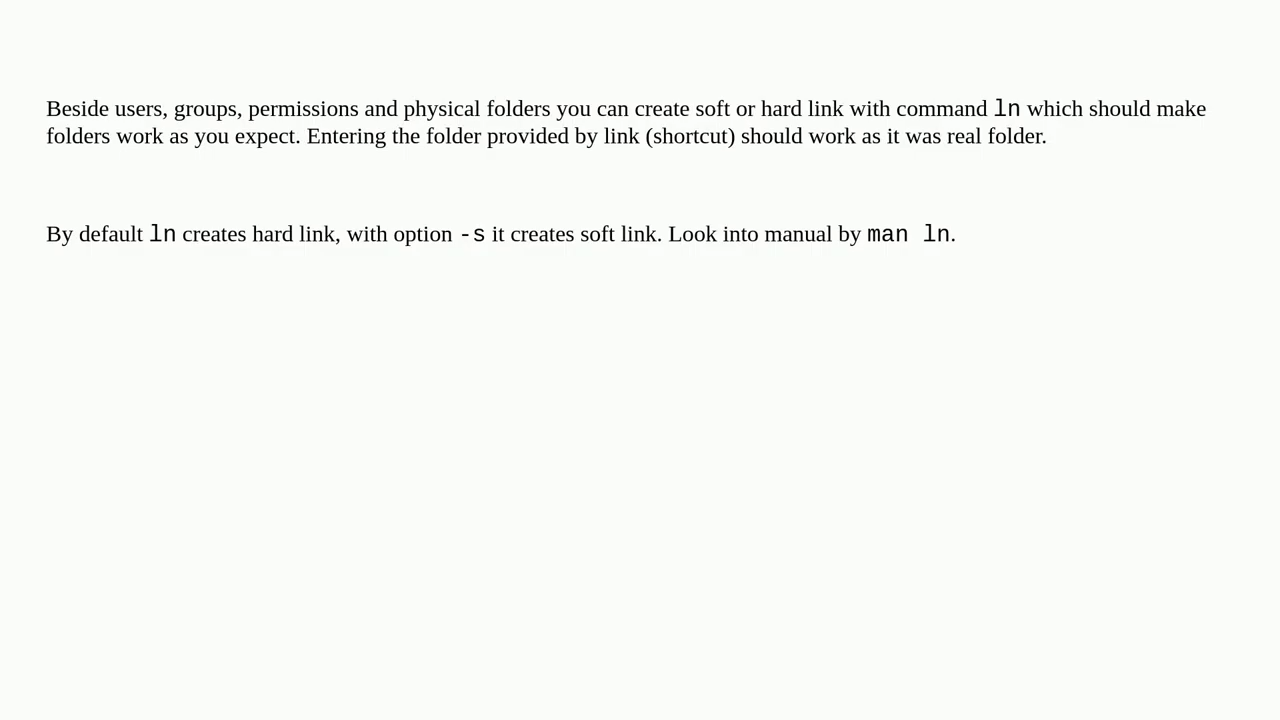 Beside users, groups, permissions and physical folders you can create soft or hard link with command ln which should make
folders work as you expect. Entering the folder provided by link (shortcut) should work as it was real folder.
By default ln creates hard link, with option -s it creates soft link. Look into manual by man ln.